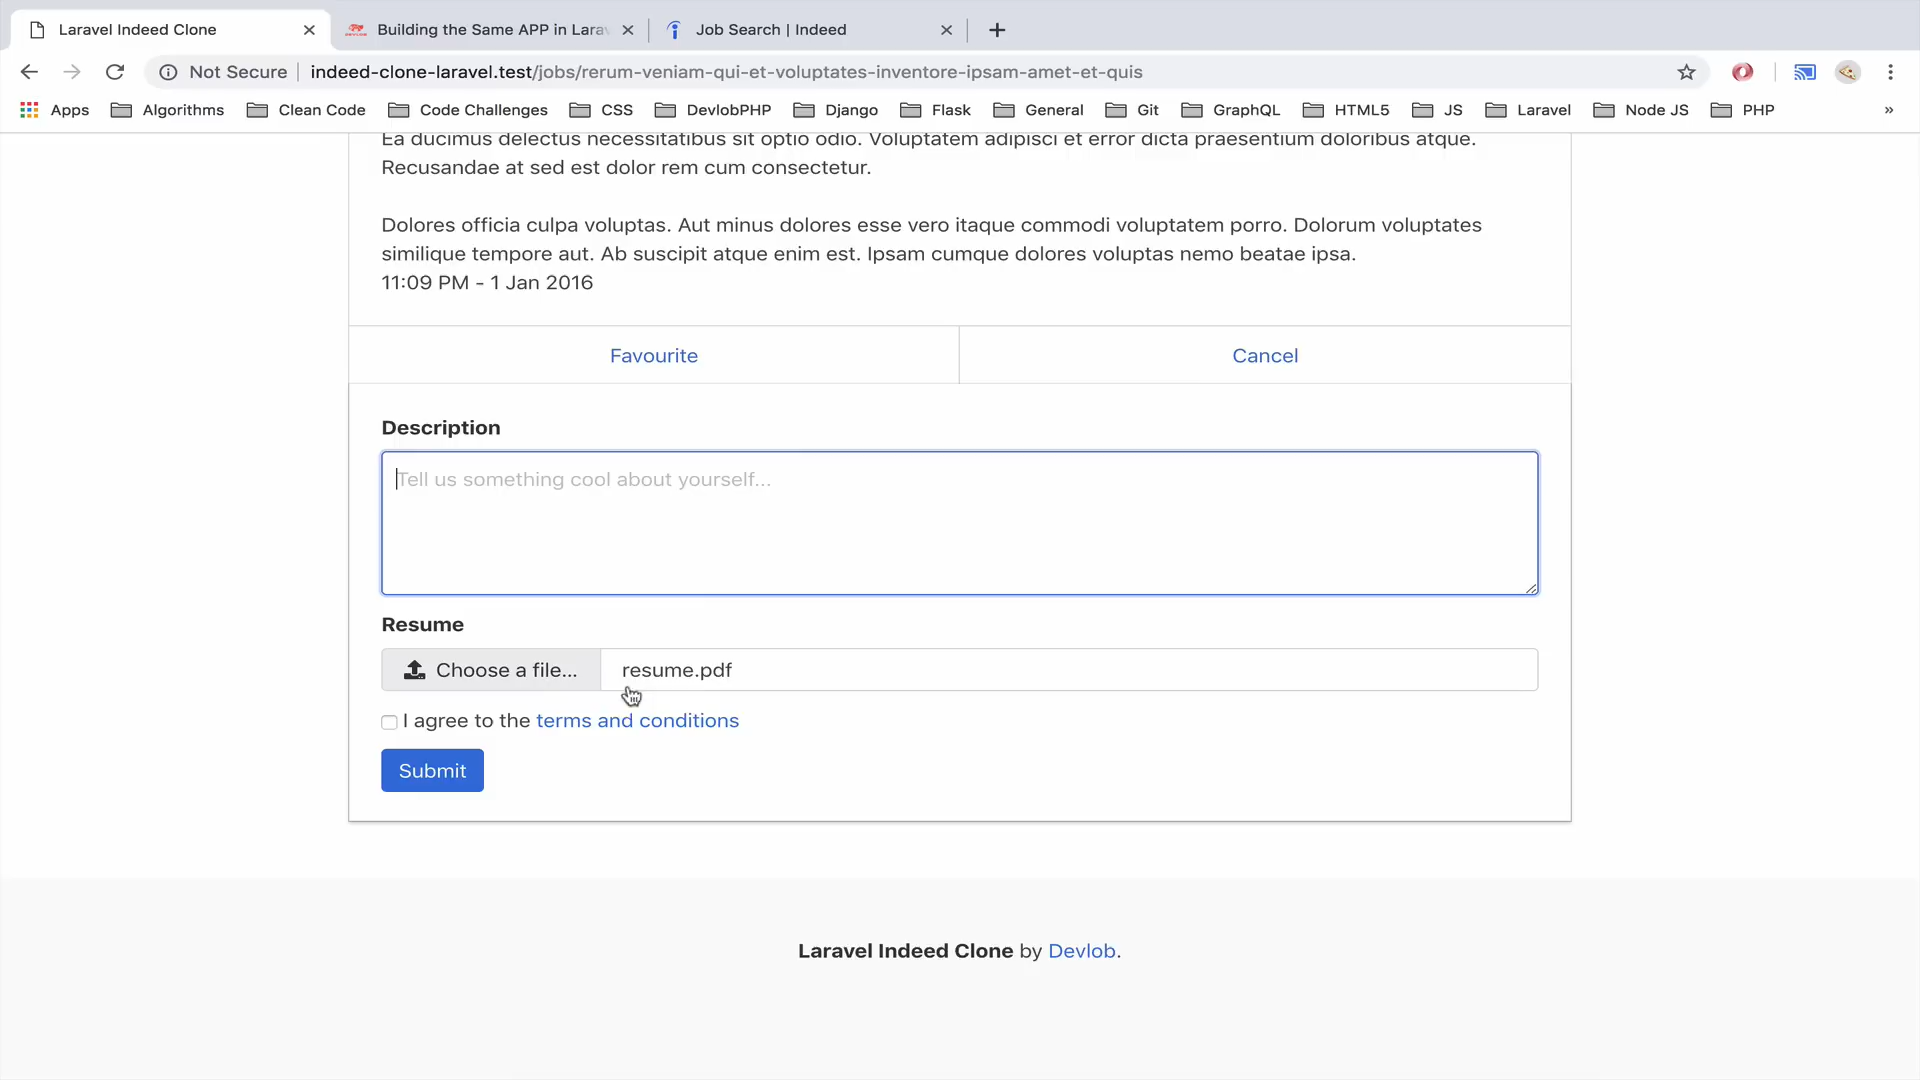 Laravel Indeed Clone
Building the Same APP in Larav
Job Search | Indeed
Not Secure
indeed-clone-laravel.test/jobs/rerum-veniam-qui-et-voluptates-inventore-ipsam-amet-et-quis
Apps
Algorithms
Clean Code
Code Challenges
CSS
DevlobPHP
Django
Flask
General
Git
GraphQL
HTML5
JS
Laravel
Node JS
PHP
»
Ea ducimus delectus necessitatibus sit optio odio. Voluptatem adipisci et error dicta praesentium doloribus atque.
Recusandae at sed est dolor rem cum consectetur.
Dolores officia culpa voluptas. Aut minus dolores esse vero itaque commodi voluptatem porro. Dolorum voluptates
similique tempore aut. Ab suscipit atque enim est. Ipsam cumque dolores voluptas nemo beatae ipsa.
11:09 PM - 1 Jan 2016
Favourite
Cancel
Description
Tell us something cool about yourself...
Resume
Choose a file...
resume.pdf
I agree to the terms and conditions
Submit
Laravel Indeed Clone by Devlob.